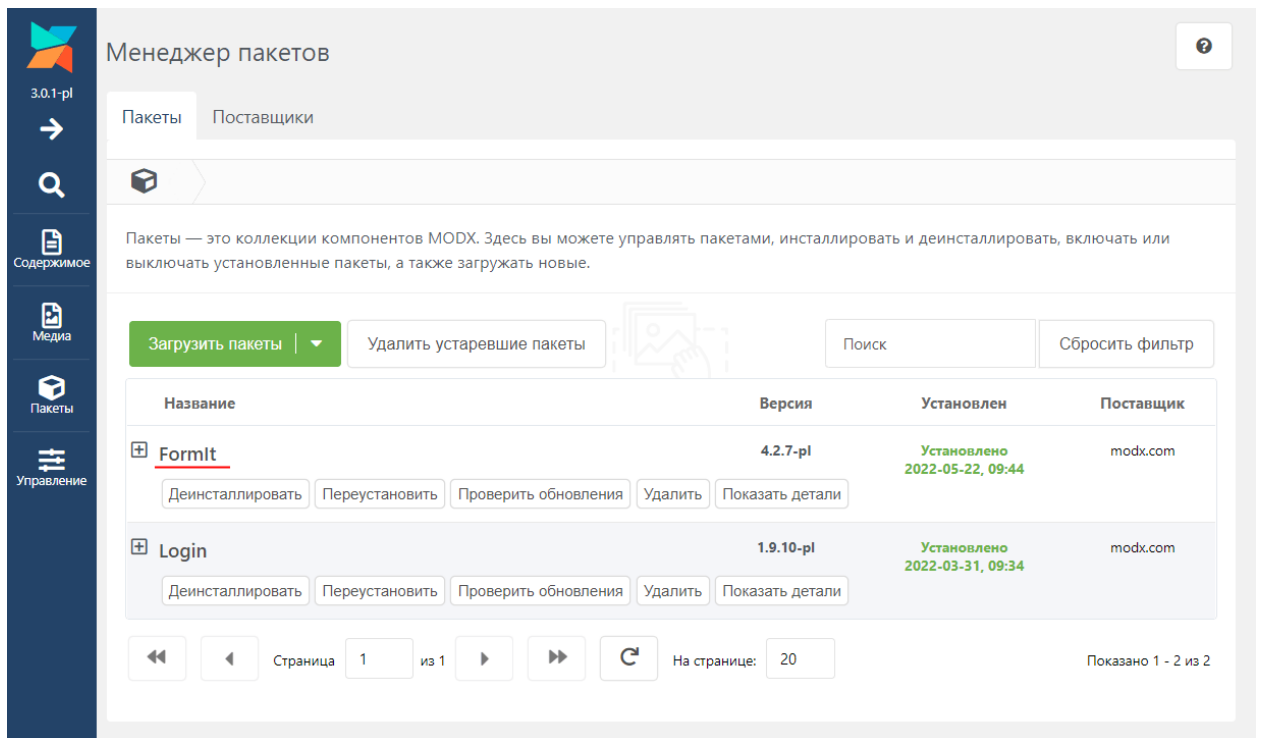 Менеджер пакетов
3.0.1-pl
Пакеты Поставщики
Содержимое
Медиа
Пакеты
Управление
Пакеты — это коллекции компонентов MODX. Здесь вы можете управлять пакетами, инсталлировать и деинсталлировать, включать или
выключать установленные пакеты, а также загружать новые.
Загрузить пакеты Удалить устаревшие пакеты Поиск Сбросить фильтр
Название Версия Установлен Поставщик
FormIt 4.2.7-pl Установлено modx.com
2022-05-22, 09:44
Деинсталлировать Переустановить Проверить обновления Удалить Показать детали
Login 1.9.10-pl Установлено modx.com
2022-03-31, 09:34
Деинсталлировать Переустановить Проверить обновления Удалить Показать детали
Страница 1 из 1 На странице: 20 Показано 1 - 2 из 2